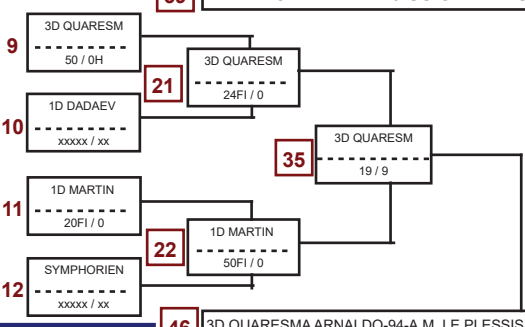 9
3D QUARESM
50 / 0H
21
3D QUARESM
24FI / 0
10
1D DADAEV
xxxxx / xx
35
3D QUARESM
19 / 9
11
1D MARTIN
20FI / 0
22
1D MARTIN
50FI / 0
12
SYMPHORIEN
xxxxx / xx
46
3D QUARESMA ARNALDO-94-A.M. LE PLESSIS